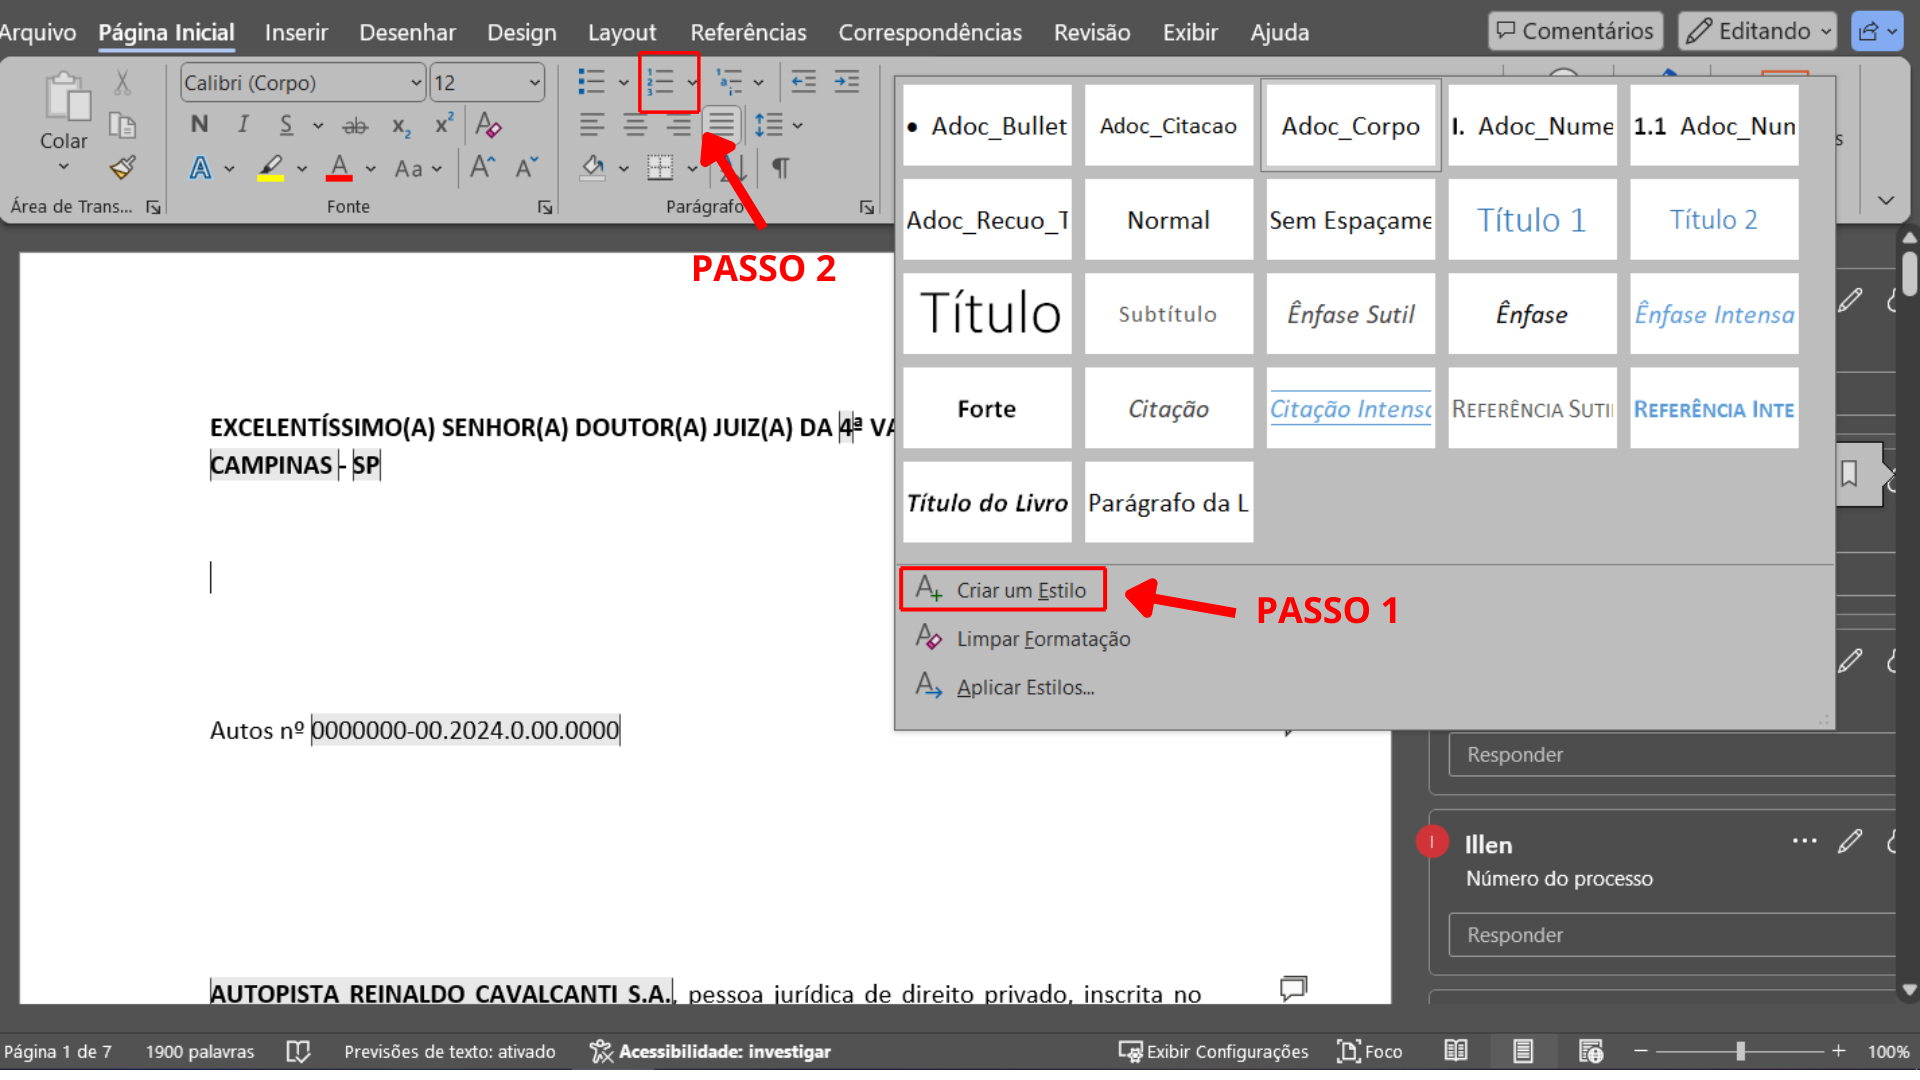 Arquivo Página Inicial Inserir Desenhar Design Layout Referências Correspondências Revisão Exibir Ajuda Comentários Editando
Calibri (Corpo) 12
Colar
N I S ab x₂ x² A
A A Aa A A
Área de Trans... Fonte Parágrafo
• Adoc_Bullet Adoc_Citacao Adoc_Corpo I. Adoc_Nume 1.1 Adoc_Nun
Adoc_Recuo_T Normal Sem Espaçame Título 1 Título 2
Título Subtítulo Ênfase Sutil Ênfase Ênfase Intensa
Forte Citação Citação Intensa REFERÊNCIA SUTI REFERÊNCIA INTE
Título do Livro Parágrafo da L
Criar um Estilo
Limpar Formatação
Aplicar Estilos...
PASSO 1
PASSO 2
EXCELENTÍSSIMO(A) SENHOR(A) DOUTOR(A) JUIZ(A) DA 4ª VA
CAMPINAS - SP
Autos nº 0000000-00.2024.0.00.0000
AUTOPISTA REINALDO CAVALCANTI S.A., pessoa jurídica de direito privado, inscrita no
Responder
I Illen ...
Número do processo
Responder
Página 1 de 7 1900 palavras Previsões de texto: ativado Acessibilidade: investigar Exibir Configurações Foco 100%